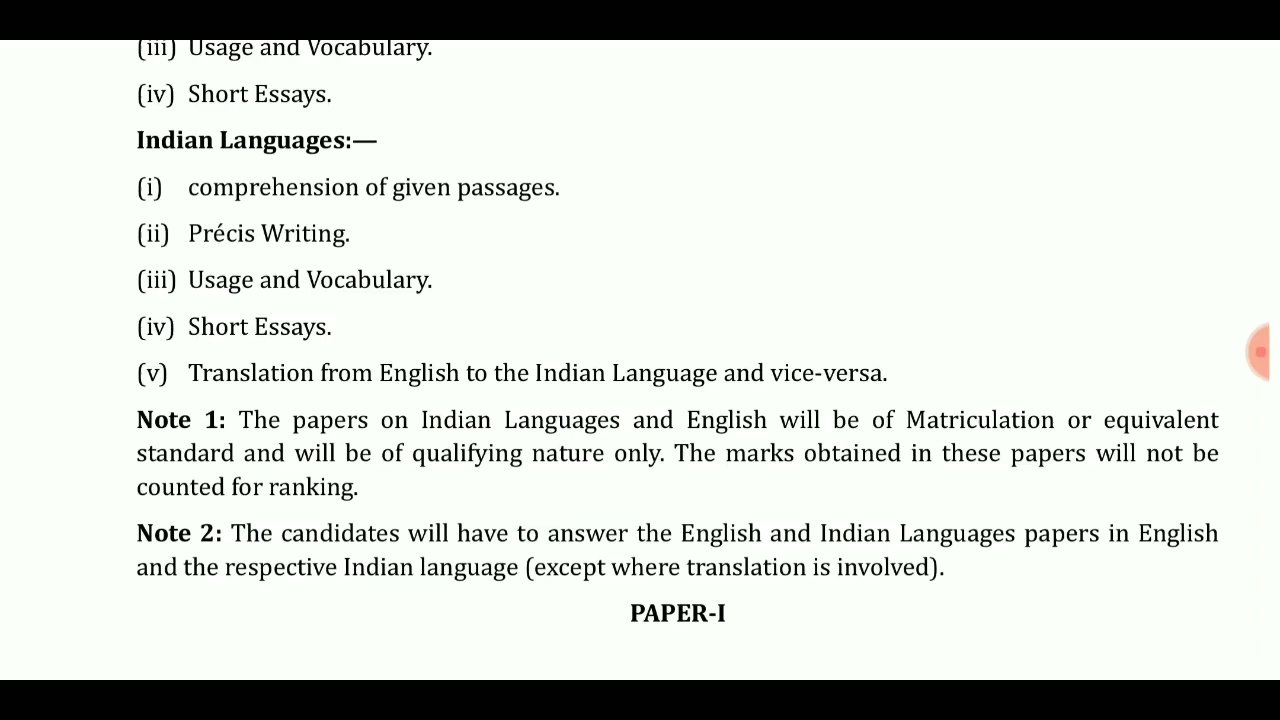 (iii) Usage and Vocabulary.
(iv) Short Essays.
Indian Languages:—
(i) comprehension of given passages.
(ii) Précis Writing.
(iii) Usage and Vocabulary.
(iv) Short Essays.
(v) Translation from English to the Indian Language and vice-versa.
Note 1: The papers on Indian Languages and English will be of Matriculation or equivalent
standard and will be of qualifying nature only. The marks obtained in these papers will not be
counted for ranking.
Note 2: The candidates will have to answer the English and Indian Languages papers in English
and the respective Indian language (except where translation is involved).
PAPER-I